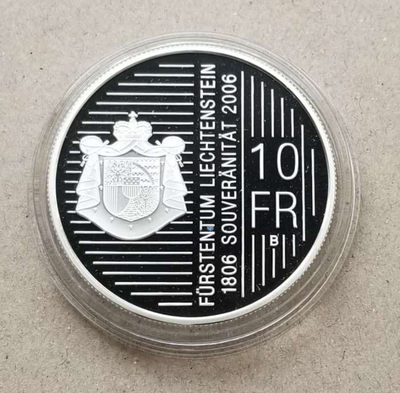 FÜRSTENTUM LIECHTENSTEIN
1806 SOUVERÄNITÄT 2006
10
FR
B